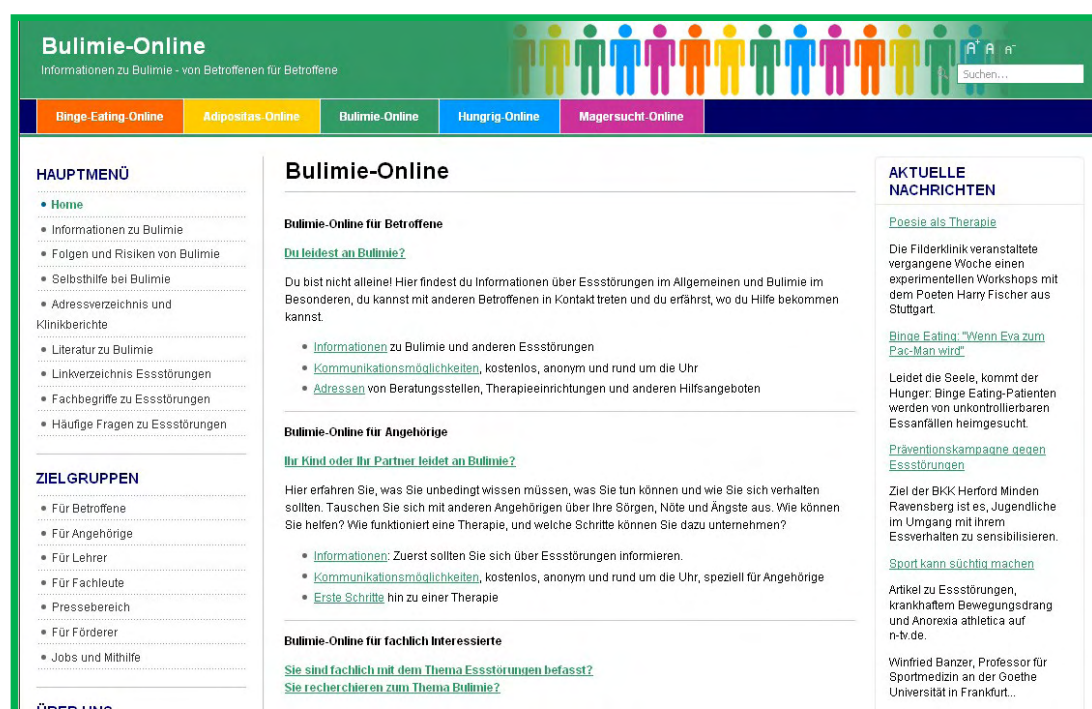 Bulimie-Online
Informationen zu Bulimie - von Betroffenen für Betroffene
A+ A A-
Suchen...
Binge-Eating-Online
Adipositas-Online
Bulimie-Online
Hungrig-Online
Magersucht-Online
HAUPTMENÜ
Home
Informationen zu Bulimie
Folgen und Risiken von Bulimie
Selbsthilfe bei Bulimie
Adressverzeichnis und
Klinikberichte
Literatur zu Bulimie
Linkverzeichnis Essstörungen
Fachbegriffe zu Essstörungen
Häufige Fragen zu Essstörungen
ZIELGRUPPEN
Für Betroffene
Für Angehörige
Für Lehrer
Für Fachleute
Pressebereich
Für Förderer
Jobs und Mithilfe
ÜBER UNS
Bulimie-Online
Bulimie-Online für Betroffene
Du leidest an Bulimie?
Du bist nicht alleine! Hier findest du Informationen über Essstörungen im Allgemeinen und Bulimie im
Besonderen, du kannst mit anderen Betroffenen in Kontakt treten und du erfährst, wo du Hilfe bekommen
kannst.
Informationen zu Bulimie und anderen Essstörungen
Kommunikationsmöglichkeiten, kostenlos, anonym und rund um die Uhr
Adressen von Beratungsstellen, Therapieeinrichtungen und anderen Hilfsangeboten
Bulimie-Online für Angehörige
Ihr Kind oder Ihr Partner leidet an Bulimie?
Hier erfahren Sie, was Sie unbedingt wissen müssen, was Sie tun können und wie Sie sich verhalten
sollten. Tauschen Sie sich mit anderen Angehörigen über Ihre Sörgen, Nöte und Ängste aus. Wie können
Sie helfen? Wie funktioniert eine Therapie, und welche Schritte können Sie dazu unternehmen?
Informationen: Zuerst sollten Sie sich über Essstörungen informieren.
Kommunikationsmöglichkeiten, kostenlos, anonym und rund um die Uhr, speziell für Angehörige
Erste Schritte hin zu einer Therapie
Bulimie-Online für fachlich Interessierte
Sie sind fachlich mit dem Thema Essstörungen befasst?
Sie recherchieren zum Thema Bulimie?
AKTUELLE
NACHRICHTEN
Poesie als Therapie
Die Filderklinik veranstaltete
vergangene Woche einen
experimentellen Workshops mit
dem Poeten Harry Fischer aus
Stuttgart.
Binge Eating: "Wenn Eva zum
Pac-Man wird"
Leidet die Seele, kommt der
Hunger: Binge Eating-Patienten
werden von unkontrollierbaren
Essanfällen heimgesucht.
Präventionskampagne gegen
Essstörungen
Ziel der BKK Herford Minden
Ravensberg ist es, Jugendliche
im Umgang mit ihrem
Essverhalten zu sensibilisieren.
Sport kann süchtig machen
Artikel zu Essstörungen,
krankhaftem Bewegungsdrang
und Anorexia athletica auf
n-tv.de.
Winfried Banzer, Professor für
Sportmedizin an der Goethe
Universität in Frankfurt...